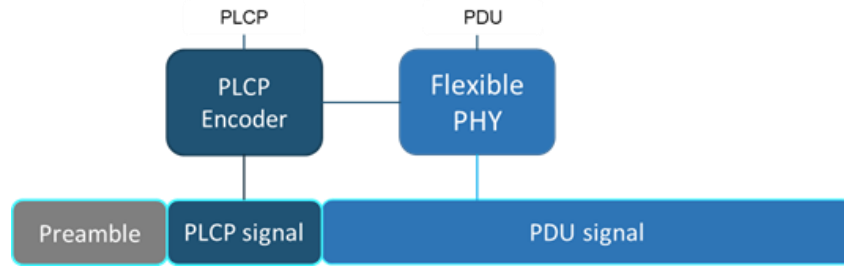 PLCP
PDU
PLCP
Encoder
Flexible
PHY
Preamble
PLCP signal
PDU signal